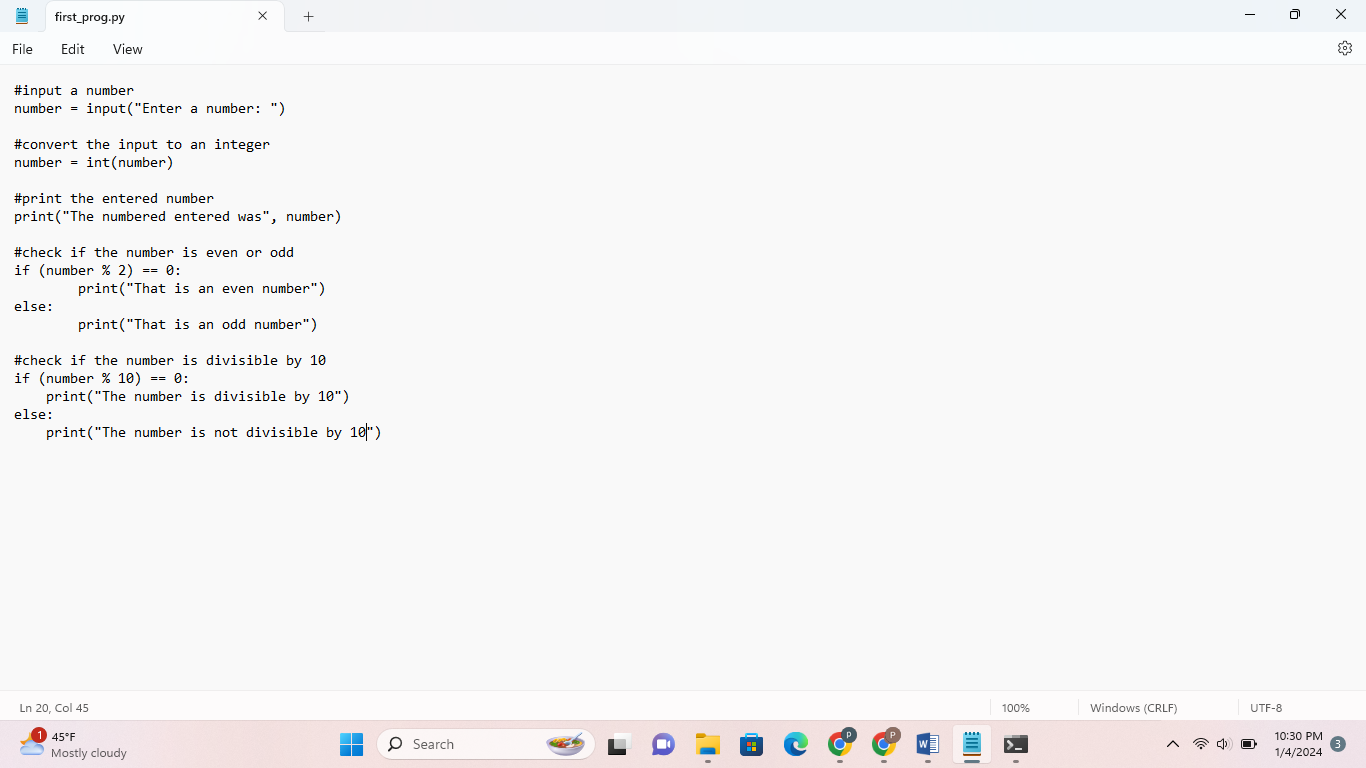 first_prog.py
File Edit View
#input a number
number = input("Enter a number: ")
#convert the input to an integer
number = int(number)
#print the entered number
print("The numbered entered was", number)
#check if the number is even or odd
if (number % 2) == 0:
        print("That is an even number")
else:
        print("That is an odd number")
#check if the number is divisible by 10
if (number % 10) == 0:
    print("The number is divisible by 10")
else:
    print("The number is not divisible by 10")
Ln 20, Col 45 100% Windows (CRLF) UTF-8
1
45°F
Mostly cloudy
Search
P
P
W
10:30 PM
1/4/2024
3